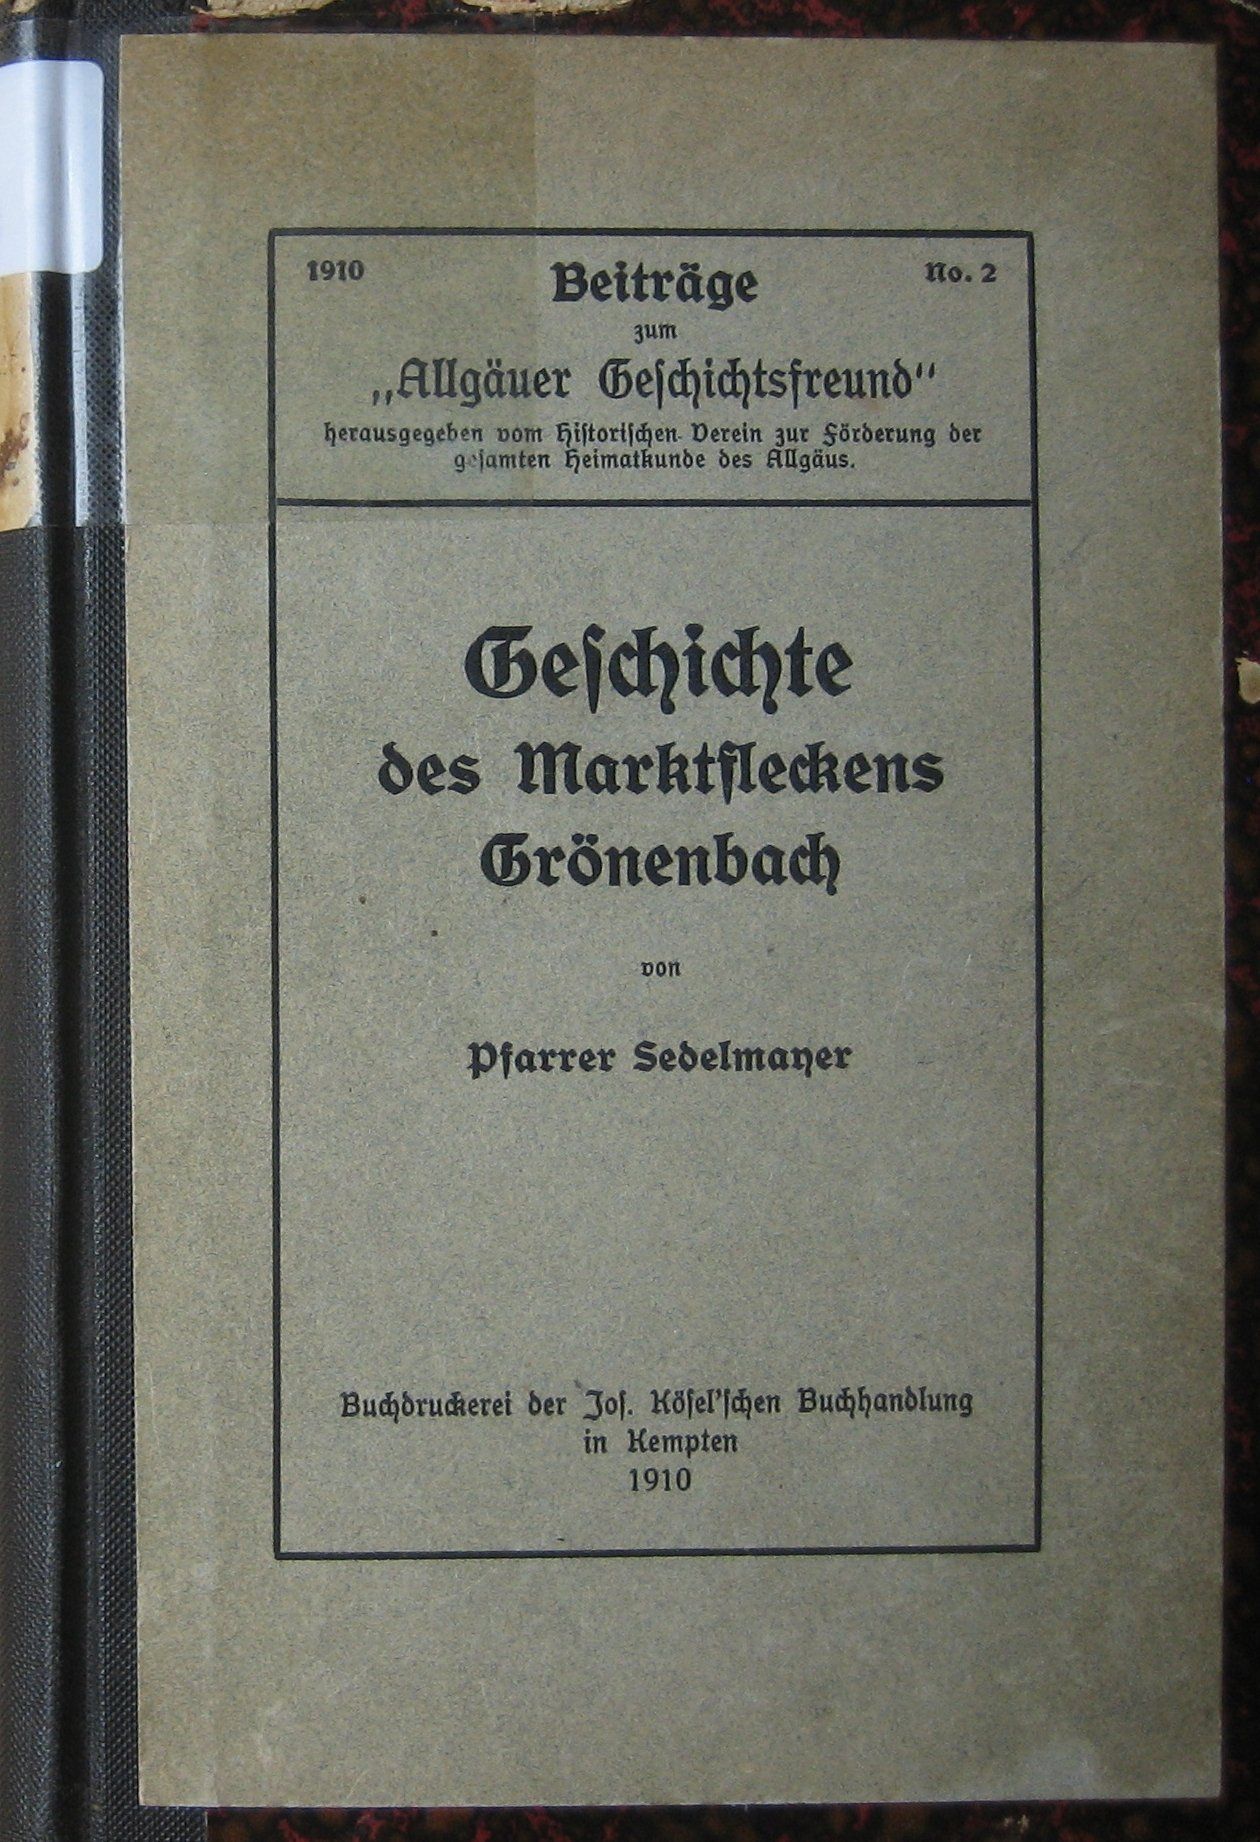 1910 Beiträge No. 2
zum
„Allgäuer Geſchichtsfreund“
herausgegeben vom Hiſtoriſchen Verein zur Förderung der
geſamten Heimatkunde des Allgäus.
Geſchichte
des Marktfleckens
Grönenbach
von
Pfarrer Sedelmayer
Buchdruckerei der Joſ. Köſel'ſchen Buchhandlung
in Kempten
1910